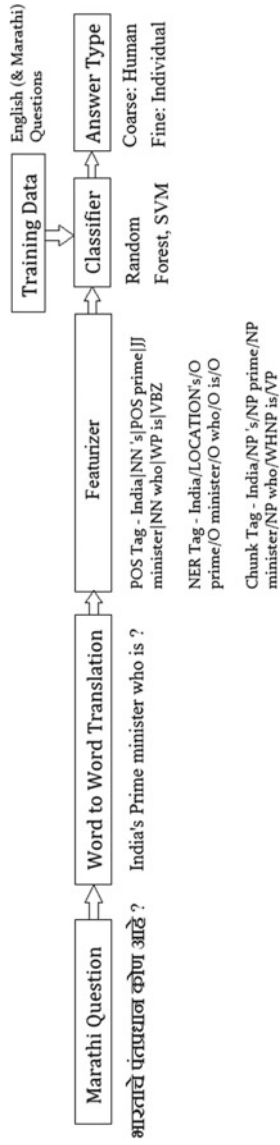 Marathi Question
भारताचे पंतप्रधान कोण आहे ?
Word to Word Translation
India's Prime minister who is ?
Featurizer
POS Tag - India|NN 's|POS prime|JJ
minister|NN who|WP is|VBZ
NER Tag - India/LOCATION's/O
prime/O minister/O who/O is/O
Chunk Tag - India/NP 's/NP prime/NP
minister/NP who/WHNP is/VP
Training Data
English (& Marathi)
Questions
Classifier
Random
Forest, SVM
Answer Type
Coarse: Human
Fine: Individual